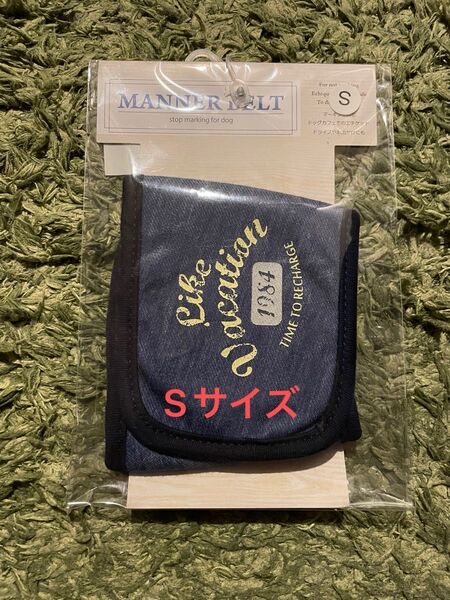 MANNER BELT
stop marking for dog
S
Like
Vacation
1984
TIME TO RECHARGE
Sサイズ